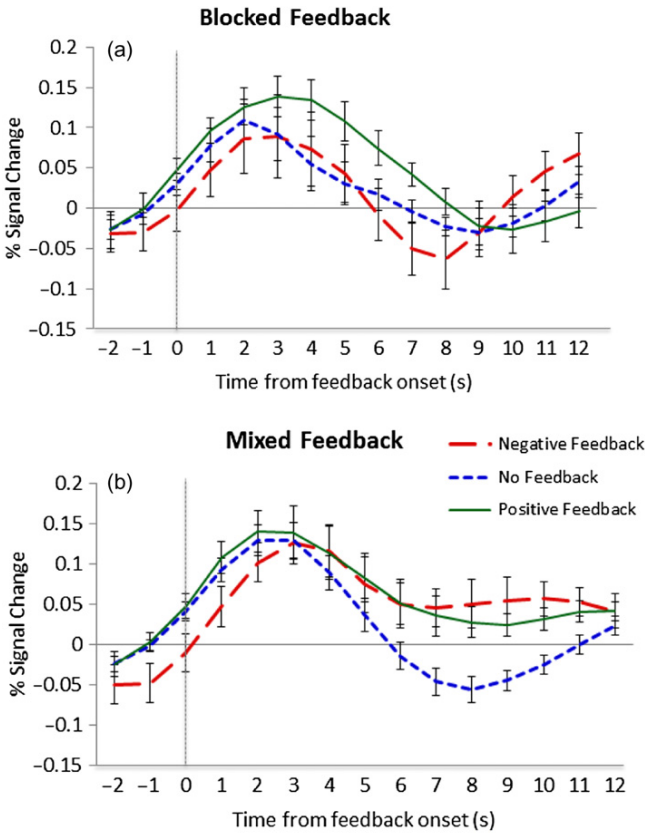 Blocked Feedback
(a)
% Signal Change
0.2
0.15
0.1
0.05
0
−0.05
−0.1
−0.15
−2 −1 0 1 2 3 4 5 6 7 8 9 10 11 12
Time from feedback onset (s)
Mixed Feedback
(b)
Negative Feedback
No Feedback
Positive Feedback
% Signal Change
0.2
0.15
0.1
0.05
0
−0.05
−0.1
−0.15
−2 −1 0 1 2 3 4 5 6 7 8 9 10 11 12
Time from feedback onset (s)